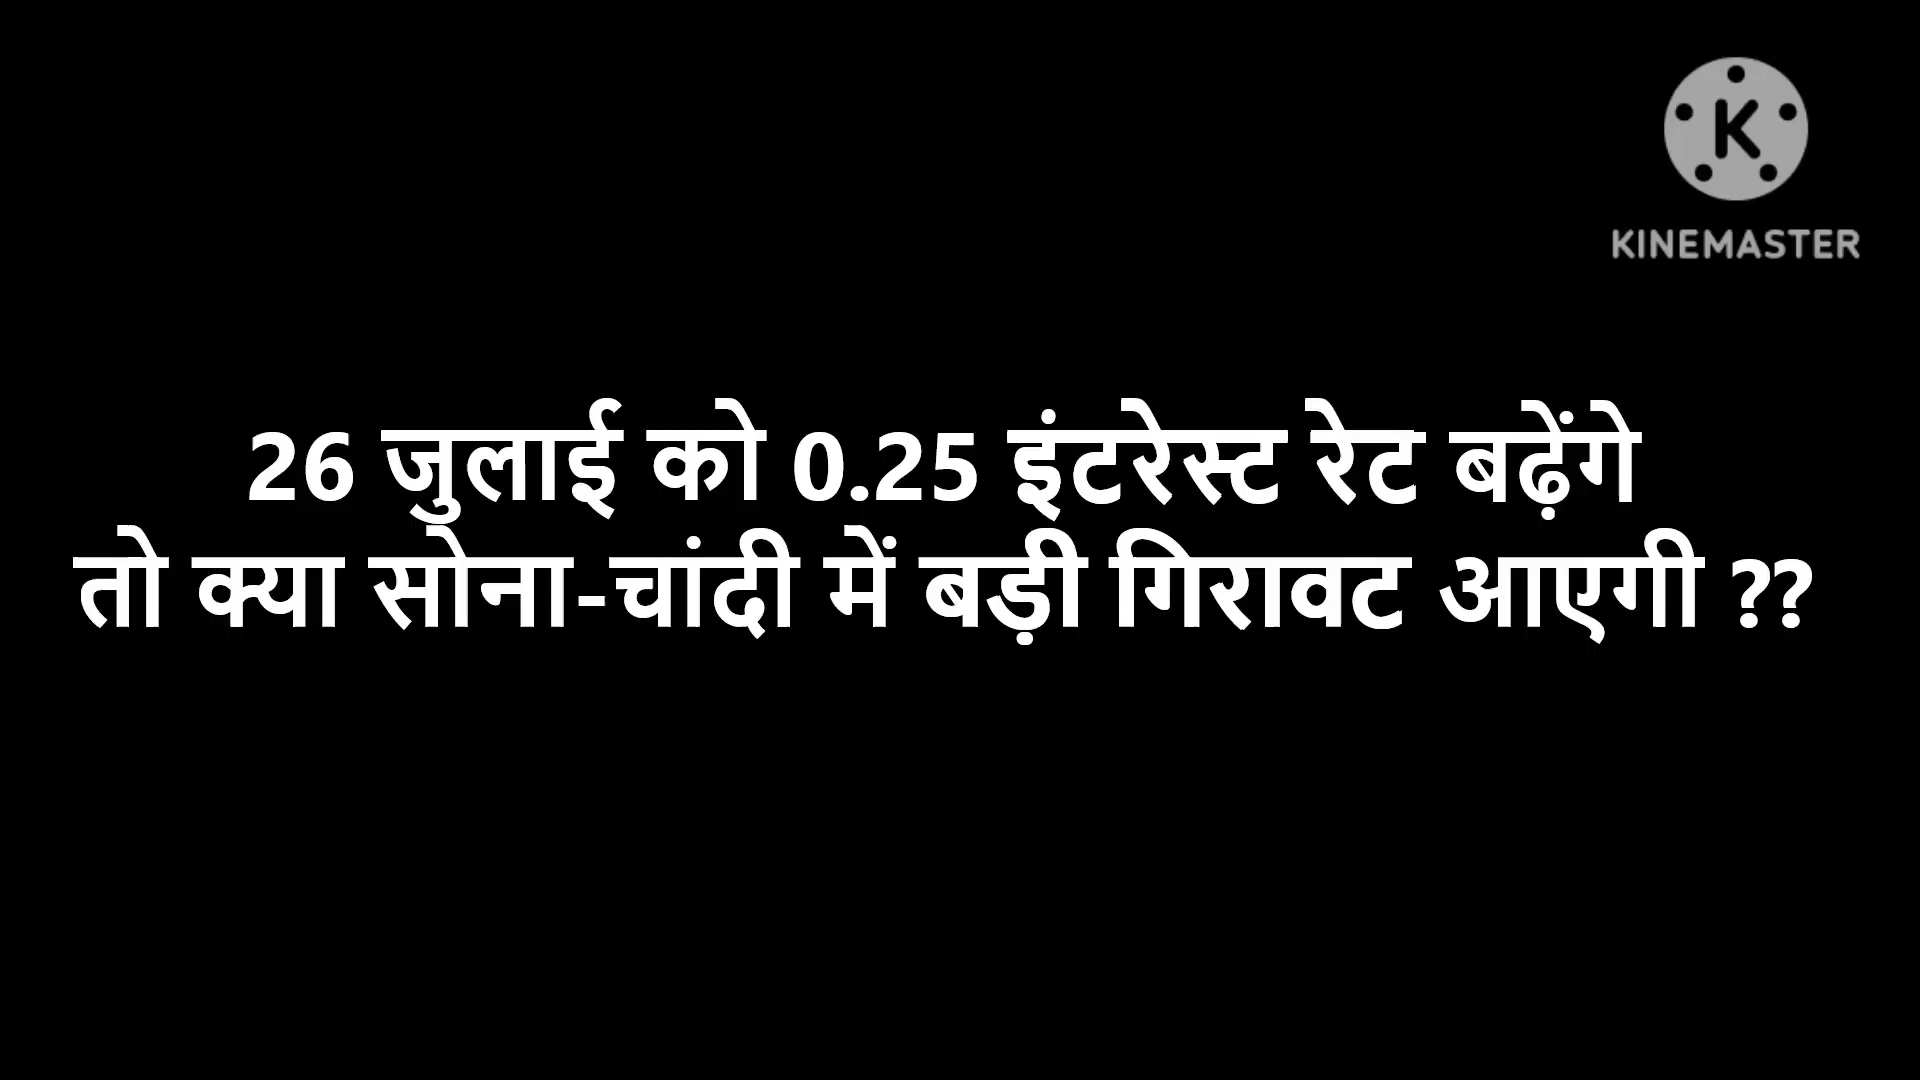 KINEMASTER
26 जुलाई को 0.25 इंटरेस्ट रेट बढ़ेंगे
तो क्या सोना-चांदी में बड़ी गिरावट आएगी ??